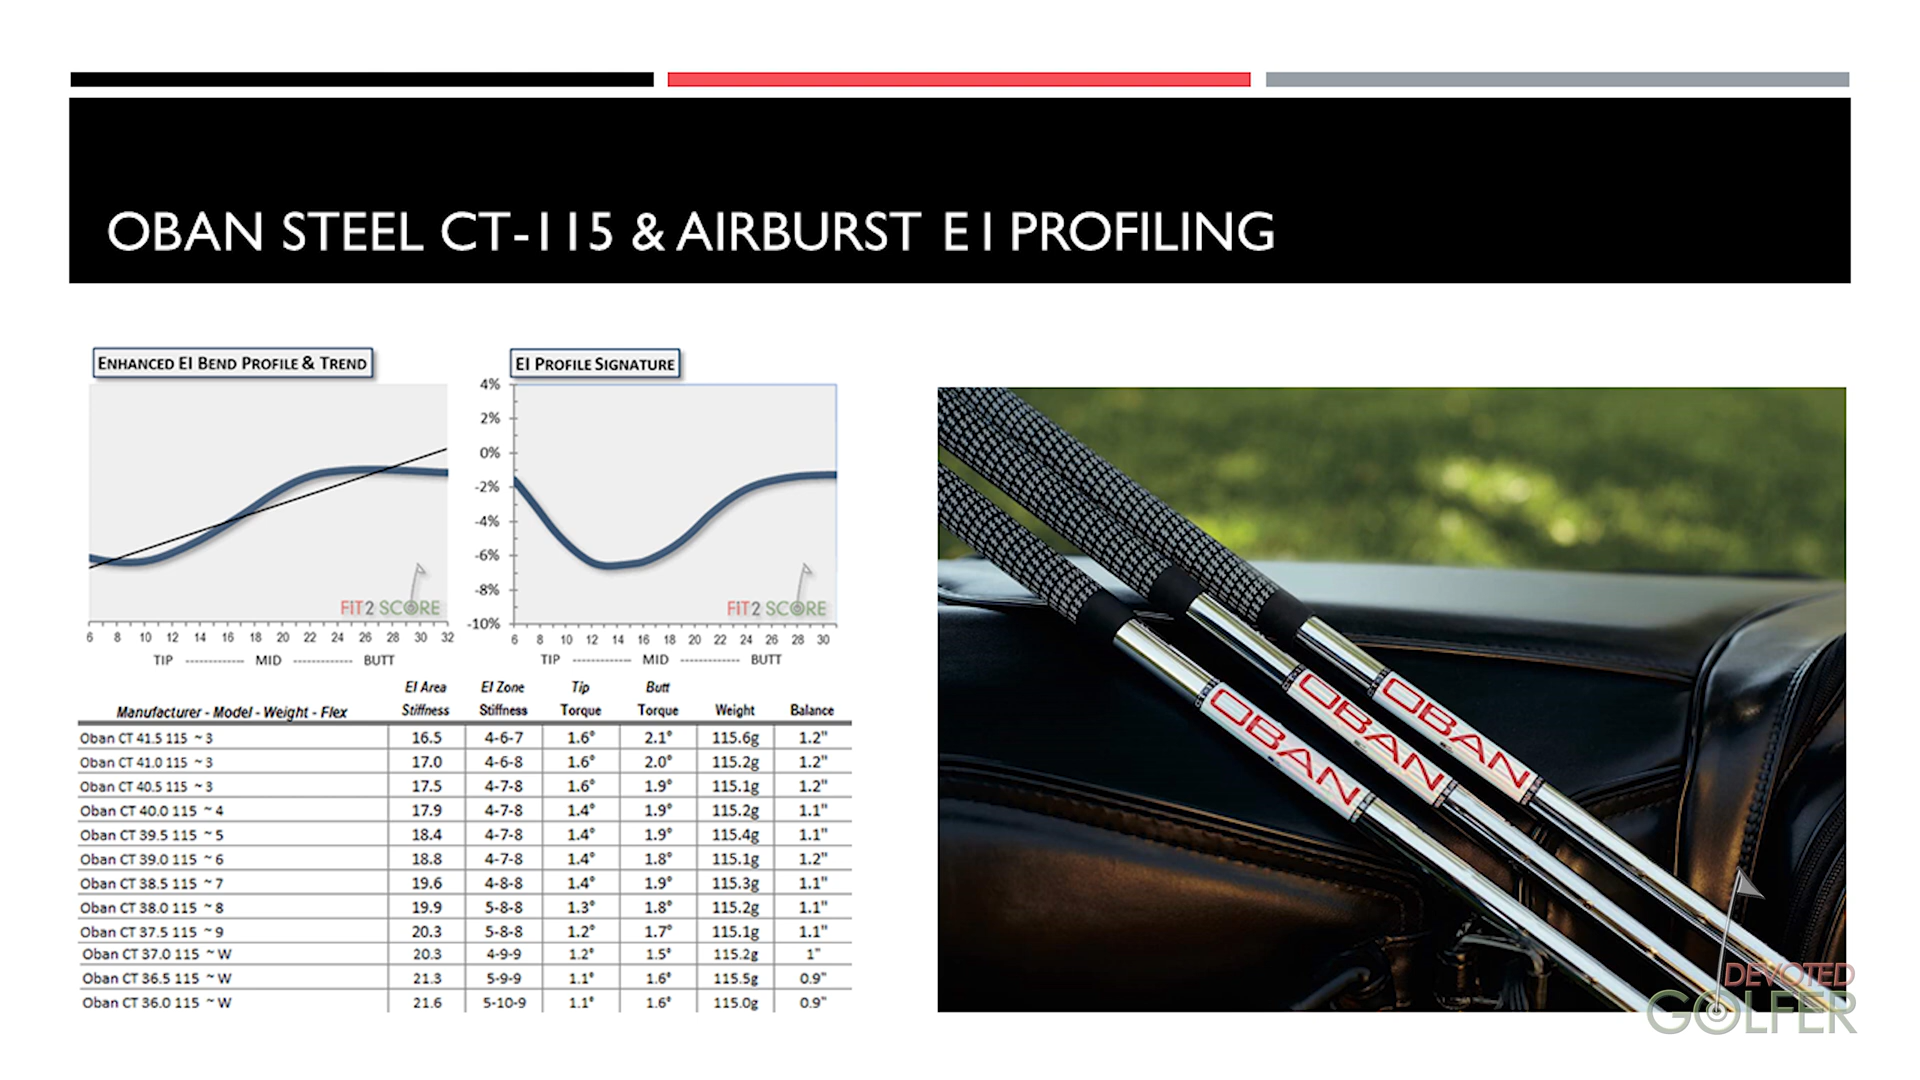 OBAN STEEL CT-115 & AIRBURST EI PROFILING
ENHANCED EI BEND PROFILE & TREND
FIT2 SCORE
6 8 10 12 14 16 18 20 22 24 26 28 30 32
TIP ------------- MID ------------- BUTT
EI PROFILE SIGNATURE
4%
2%
0%
-2%
-4%
-6%
-8%
-10%
FIT2 SCORE
6 8 10 12 14 16 18 20 22 24 26 28 30
TIP ------------- MID ------------- BUTT
EI Area EI Zone Tip Butt
Manufacturer - Model - Weight - Flex Stiffness Stiffness Torque Torque Weight Balance
Oban CT 41.5 115 ~ 3 16.5 4-6-7 1.6° 2.1° 115.6g 1.2"
Oban CT 41.0 115 ~ 3 17.0 4-6-8 1.6° 2.0° 115.2g 1.2"
Oban CT 40.5 115 ~ 3 17.5 4-7-8 1.6° 1.9° 115.1g 1.2"
Oban CT 40.0 115 ~ 4 17.9 4-7-8 1.4° 1.9° 115.2g 1.1"
Oban CT 39.5 115 ~ 5 18.4 4-7-8 1.4° 1.9° 115.4g 1.1"
Oban CT 39.0 115 ~ 6 18.8 4-7-8 1.4° 1.8° 115.1g 1.2"
Oban CT 38.5 115 ~ 7 19.6 4-8-8 1.4° 1.9° 115.3g 1.1"
Oban CT 38.0 115 ~ 8 19.9 5-8-8 1.3° 1.8° 115.2g 1.1"
Oban CT 37.5 115 ~ 9 20.3 5-8-8 1.2° 1.7° 115.1g 1.1"
Oban CT 37.0 115 ~ W 20.3 4-9-9 1.2° 1.5° 115.2g 1"
Oban CT 36.5 115 ~ W 21.3 5-9-9 1.1° 1.6° 115.5g 0.9"
Oban CT 36.0 115 ~ W 21.6 5-10-9 1.1° 1.6° 115.0g 0.9"
OBAN
OBAN
OBAN
DEVOTED
GOLFER